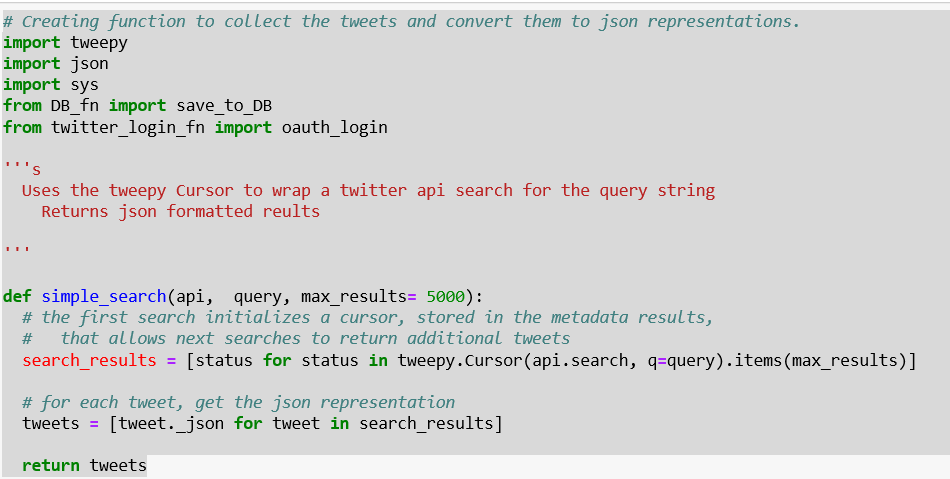 # Creating function to collect the tweets and convert them to json representations.
import tweepy
import json
import sys
from DB_fn import save_to_DB
from twitter_login_fn import oauth_login
'''s
Uses the tweepy Cursor to wrap a twitter api search for the query string
Returns json formatted reults
'''
def simple_search(api,  query, max_results= 5000):
# the first search initializes a cursor, stored in the metadata results,
#   that allows next searches to return additional tweets
search_results = [status for status in tweepy.Cursor(api.search, q=query).items(max_results)]
# for each tweet, get the json representation
tweets = [tweet._json for tweet in search_results]
return tweets